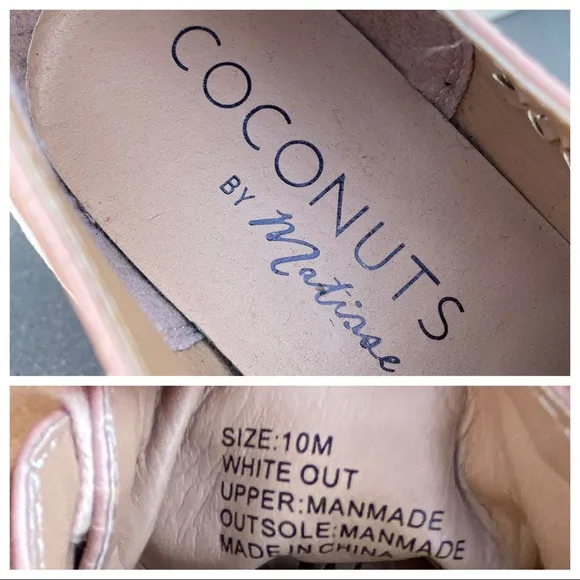 COCONUTS
BY Matisse
SIZE:10M
WHITE OUT
UPPER:MANMADE
OUTSOLE:MANMADE
MADE IN CHINA